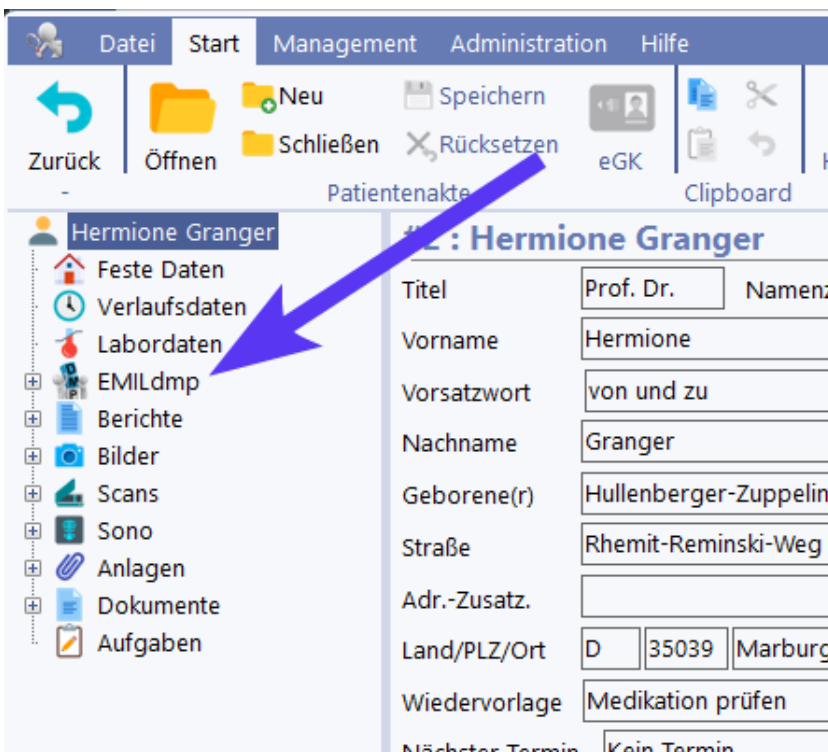 Datei Start Management Administration Hilfe
Neu Speichern
Schließen Rücksetzen
Zurück Öffnen eGK
- Patientenakte Clipboard
Hermione Granger
Feste Daten
Verlaufsdaten
Labordaten
EMILdmp
Berichte
Bilder
Scans
Sono
Anlagen
Dokumente
Aufgaben
: Hermione Granger
Titel Prof. Dr.
Vorname Hermione
Vorsatzwort von und zu
Nachname Granger
Geborene(r) Hullenberger-Zuppelin
Straße Rhemit-Reminski-Weg
Adr.-Zusatz.
Land/PLZ/Ort D 35039 Marburg
Wiedervorlage Medikation prüfen
Nächster Termin Kein Termin